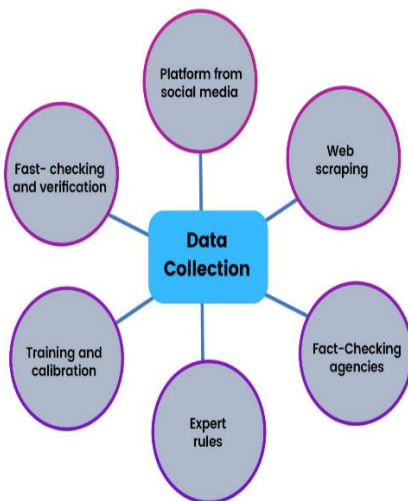 Platform from
social media
Web
scraping
Fast- checking
and verification
Data
Collection
Training and
calibration
Fact-Checking
agencies
Expert
rules